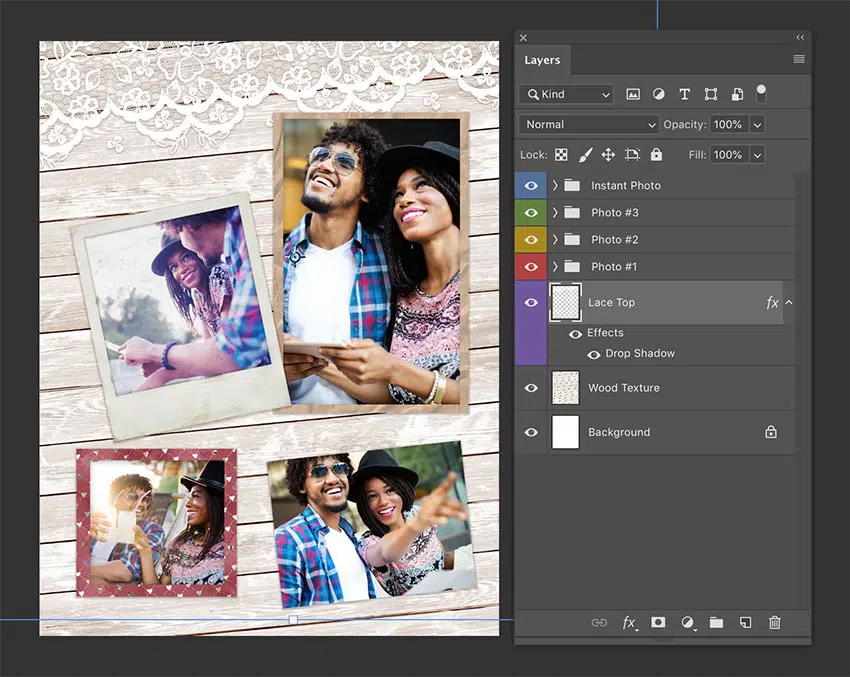 Layers
Kind
Normal Opacity: 100%
Lock: Fill: 100%
Instant Photo
Photo #3
Photo #2
Photo #1
Lace Top fx
Effects
Drop Shadow
Wood Texture
Background
fx